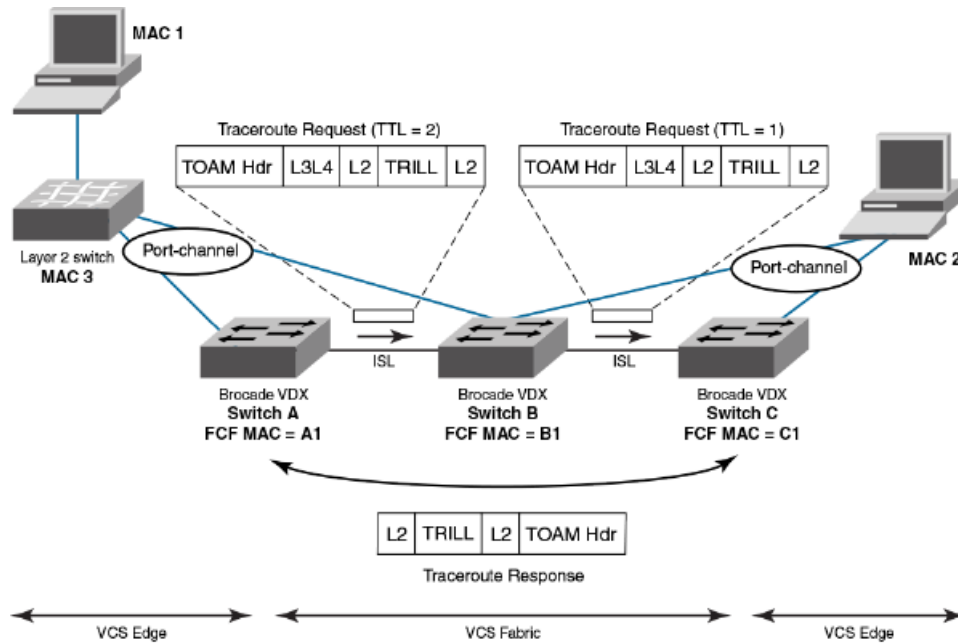 MAC 1
Traceroute Request (TTL = 2)
TOAM Hdr L3L4 L2 TRILL L2
Traceroute Request (TTL = 1)
TOAM Hdr L3L4 L2 TRILL L2
Layer 2 switch
MAC 3
Port-channel
Port-channel
MAC 2
ISL
ISL
Brocade VDX
Switch A
FCF MAC = A1
Brocade VDX
Switch B
FCF MAC = B1
Brocade VDX
Switch C
FCF MAC = C1
L2 TRILL L2 TOAM Hdr
Traceroute Response
VCS Edge
VCS Fabric
VCS Edge